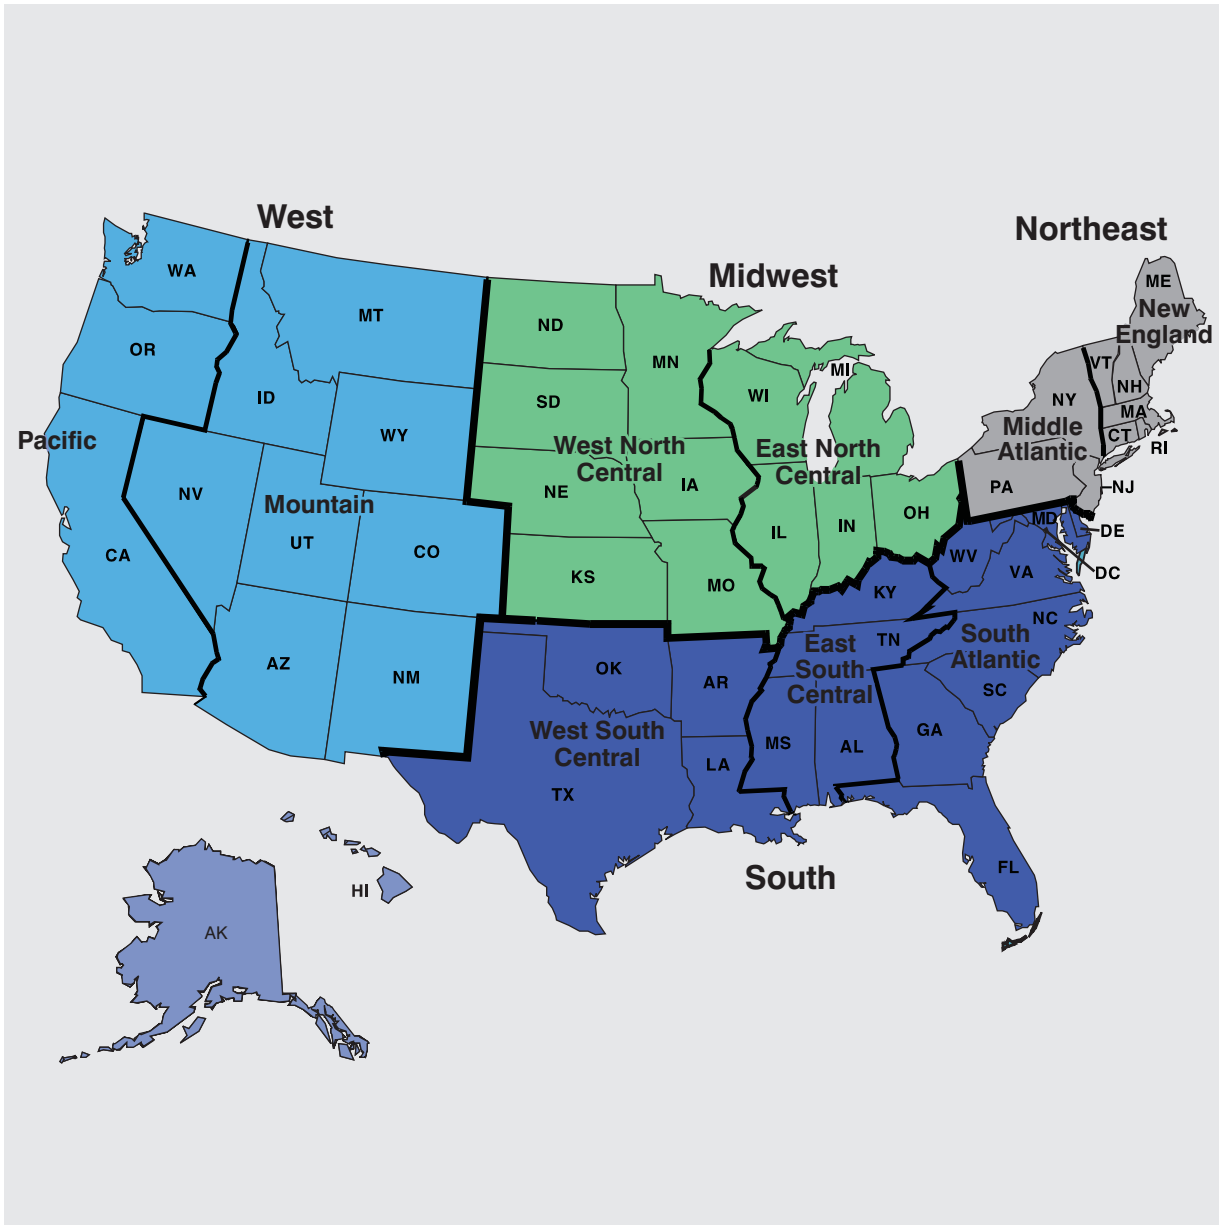 West
Northeast
Midwest
WA
ME
New
England
MT
ND
OR
MN
MI
VT
NH
ID
SD
WI
NY
MA
WY
Pacific
West North
Central
East North
Central
Middle
Atlantic
CT
RI
NV
Mountain
NE
IA
PA
NJ
UT
CO
IL
IN
OH
MD
DE
CA
WV
VA
DC
KS
MO
KY
NC
TN
South
Atlantic
East
South
Central
AZ
NM
OK
AR
SC
West South
Central
MS
AL
GA
LA
TX
FL
South
HI
AK